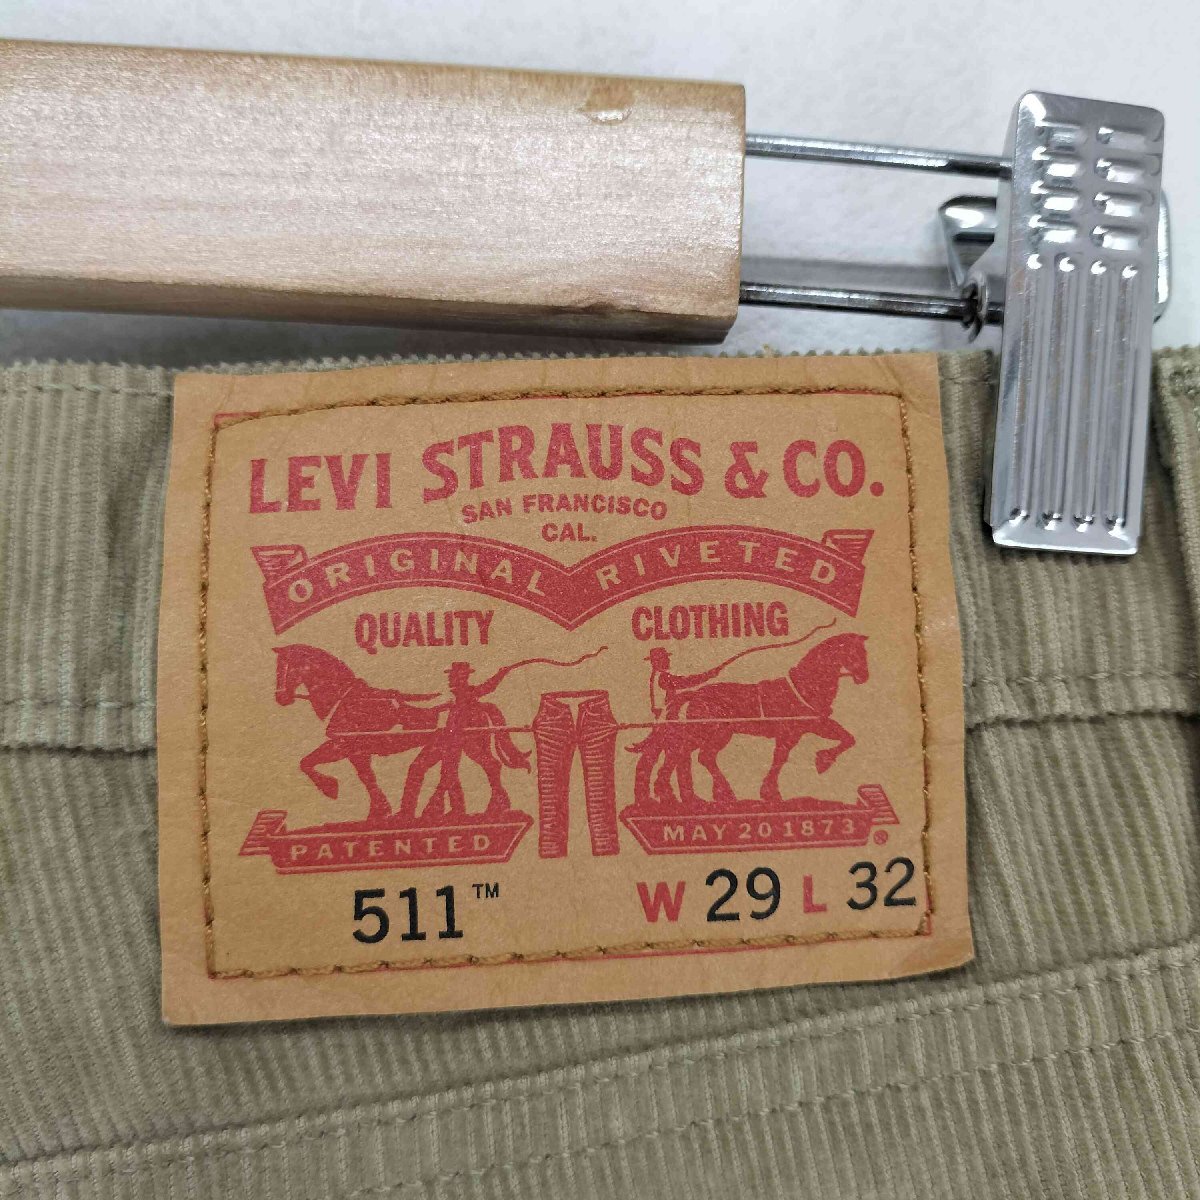 LEVI STRAUSS & CO.
SAN FRANCISCO
CAL.
ORIGINAL RIVETED
QUALITY CLOTHING
PATENTED MAY 20 1873 ®
511™ W 29 L 32